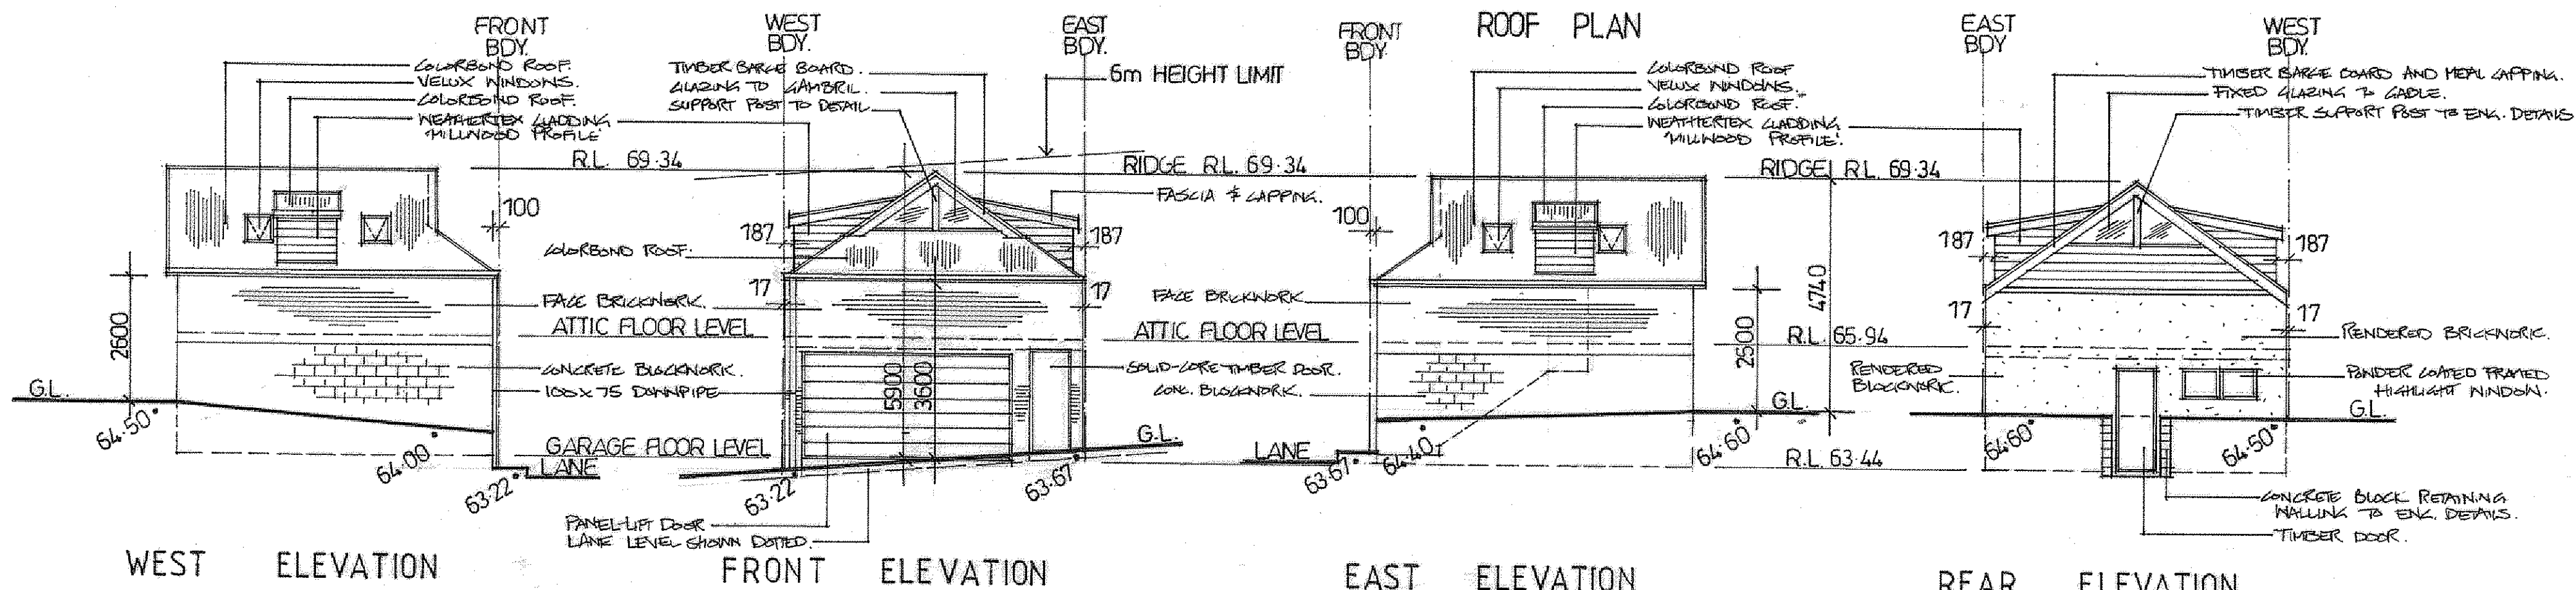 ROOF PLAN
FRONT
BDY.
COLORBOND ROOF.
VELUX WINDOWS.
COLORBOND ROOF.
WEATHERTEX CLADDING
'MILLWOOD PROFILE'
R.L. 69.34
100
2600
G.L.
64.50
64.00
63.22
LANE
WEST ELEVATION
WEST
BDY.
EAST
BDY.
TIMBER BARGE BOARD.
GLAZING TO GAMBRIL.
SUPPORT POST TO DETAIL
6m HEIGHT LIMIT
RIDGE R.L. 69.34
FASCIA & CAPPING.
187
187
COLORBOND ROOF.
17
17
FACE BRICKWORK.
ATTIC FLOOR LEVEL
CONCRETE BLOCKWORK.
100 x 75 DOWNPIPE
5900
3600
GARAGE FLOOR LEVEL
G.L.
63.22
63.67
PANEL-LIFT DOOR
LANE LEVEL SHOWN DOTTED.
FRONT ELEVATION
FRONT
BDY.
COLORBOND ROOF
VELUX WINDOWS.
COLORBOND ROOF.
WEATHERTEX CLADDING
'MILLWOOD PROFILE'.
100
RIDGE R.L. 69.34
FACE BRICKWORK
ATTIC FLOOR LEVEL
SOLID-CORE TIMBER DOOR.
CONC. BLOCKWORK.
2500
4740
R.L. 65.94
G.L.
LANE
63.67
64.40
64.60
R.L. 63.44
EAST ELEVATION
EAST
BDY
WEST
BDY.
TIMBER BARGE BOARD AND METAL CAPPING.
FIXED GLAZING TO GABLE.
TIMBER SUPPORT POST TO ENG. DETAILS
187
187
17
17
RENDERED BRICKWORK.
RENDERED
BLOCKWORK.
POWDER COATED FRAMED
HIGHLIGHT WINDOW.
G.L.
64.60
64.50
CONCRETE BLOCK RETAINING
WALLING TO ENG. DETAILS.
TIMBER DOOR.
REAR ELEVATION